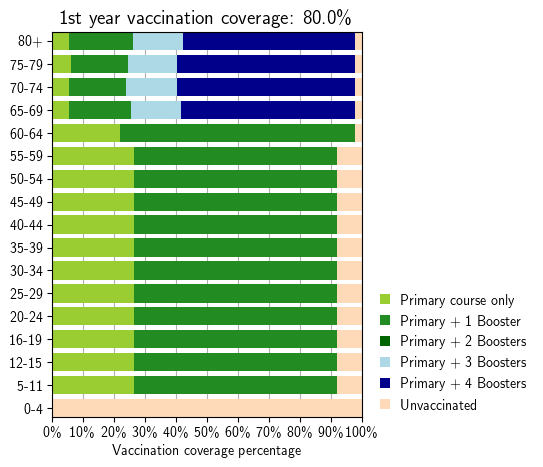 1st year vaccination coverage: 80.0%
80+
75-79
70-74
65-69
60-64
55-59
50-54
45-49
40-44
35-39
30-34
25-29
20-24
16-19
12-15
5-11
0-4
0% 10% 20% 30% 40% 50% 60% 70% 80% 90% 100%
Vaccination coverage percentage
Primary course only
Primary + 1 Booster
Primary + 2 Boosters
Primary + 3 Boosters
Primary + 4 Boosters
Unvaccinated